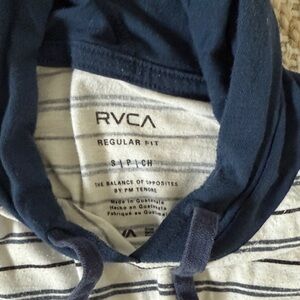 RVCA
REGULAR FIT
S | P | CH
THE BALANCE OF OPPOSITES
BY PM TENORE
Made in Guatemala
Hecho en Guatemala
Fabriqué au Guatemala